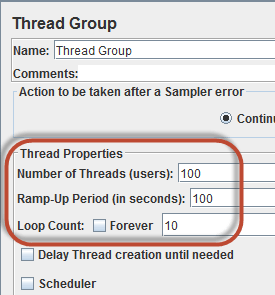 Thread Group
Name: Thread Group
Comments:
Action to be taken after a Sampler error
Continu
Thread Properties
Number of Threads (users): 100
Ramp-Up Period (in seconds): 100
Loop Count: Forever 10
Delay Thread creation until needed
Scheduler